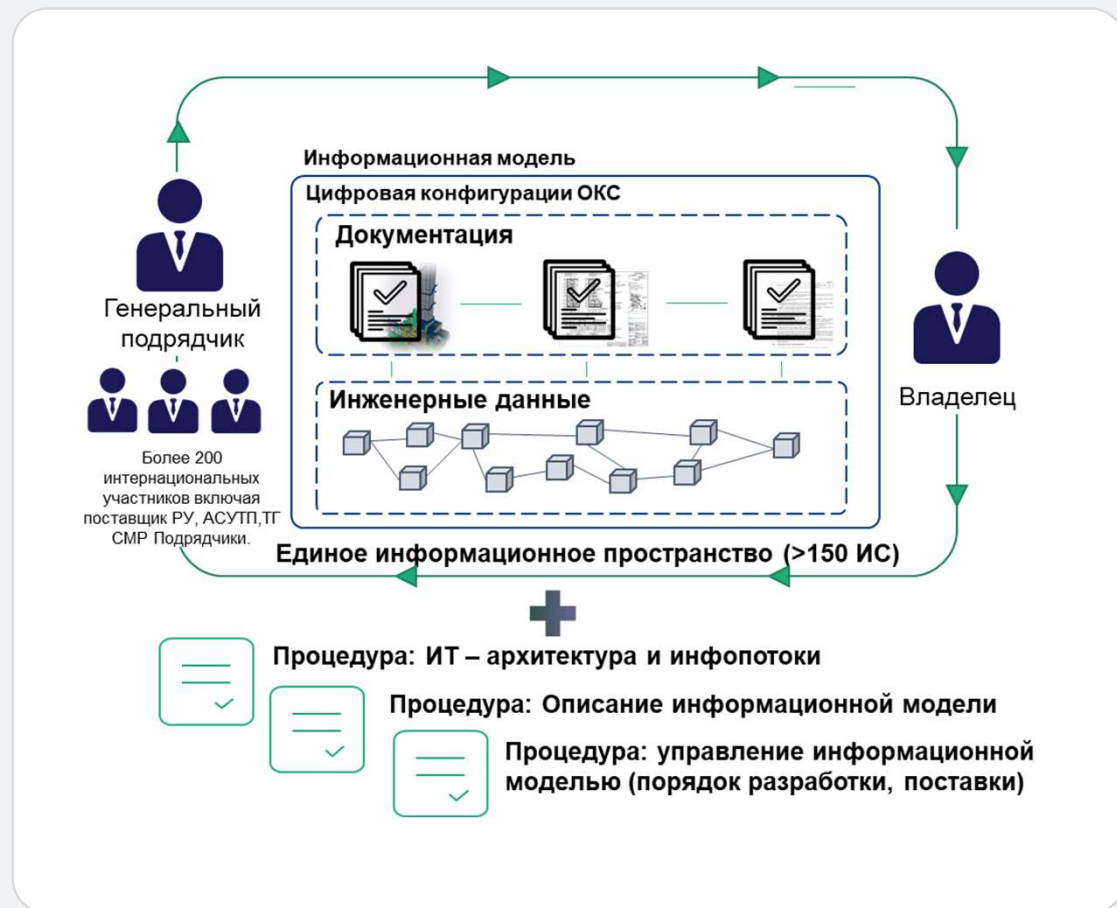 Информационная модель
Цифровая конфигурации ОКС
Документация
Генеральный
подрядчик
Инженерные данные
Владелец
Более 200
интернациональных
участников включая
поставщик РУ, АСУТП,ТГ
СМР Подрядчики.
Единое информационное пространство (>150 ИС)
Процедура: ИТ – архитектура и инфопотоки
Процедура: Описание информационной модели
Процедура: управление информационной
моделью (порядок разработки, поставки)